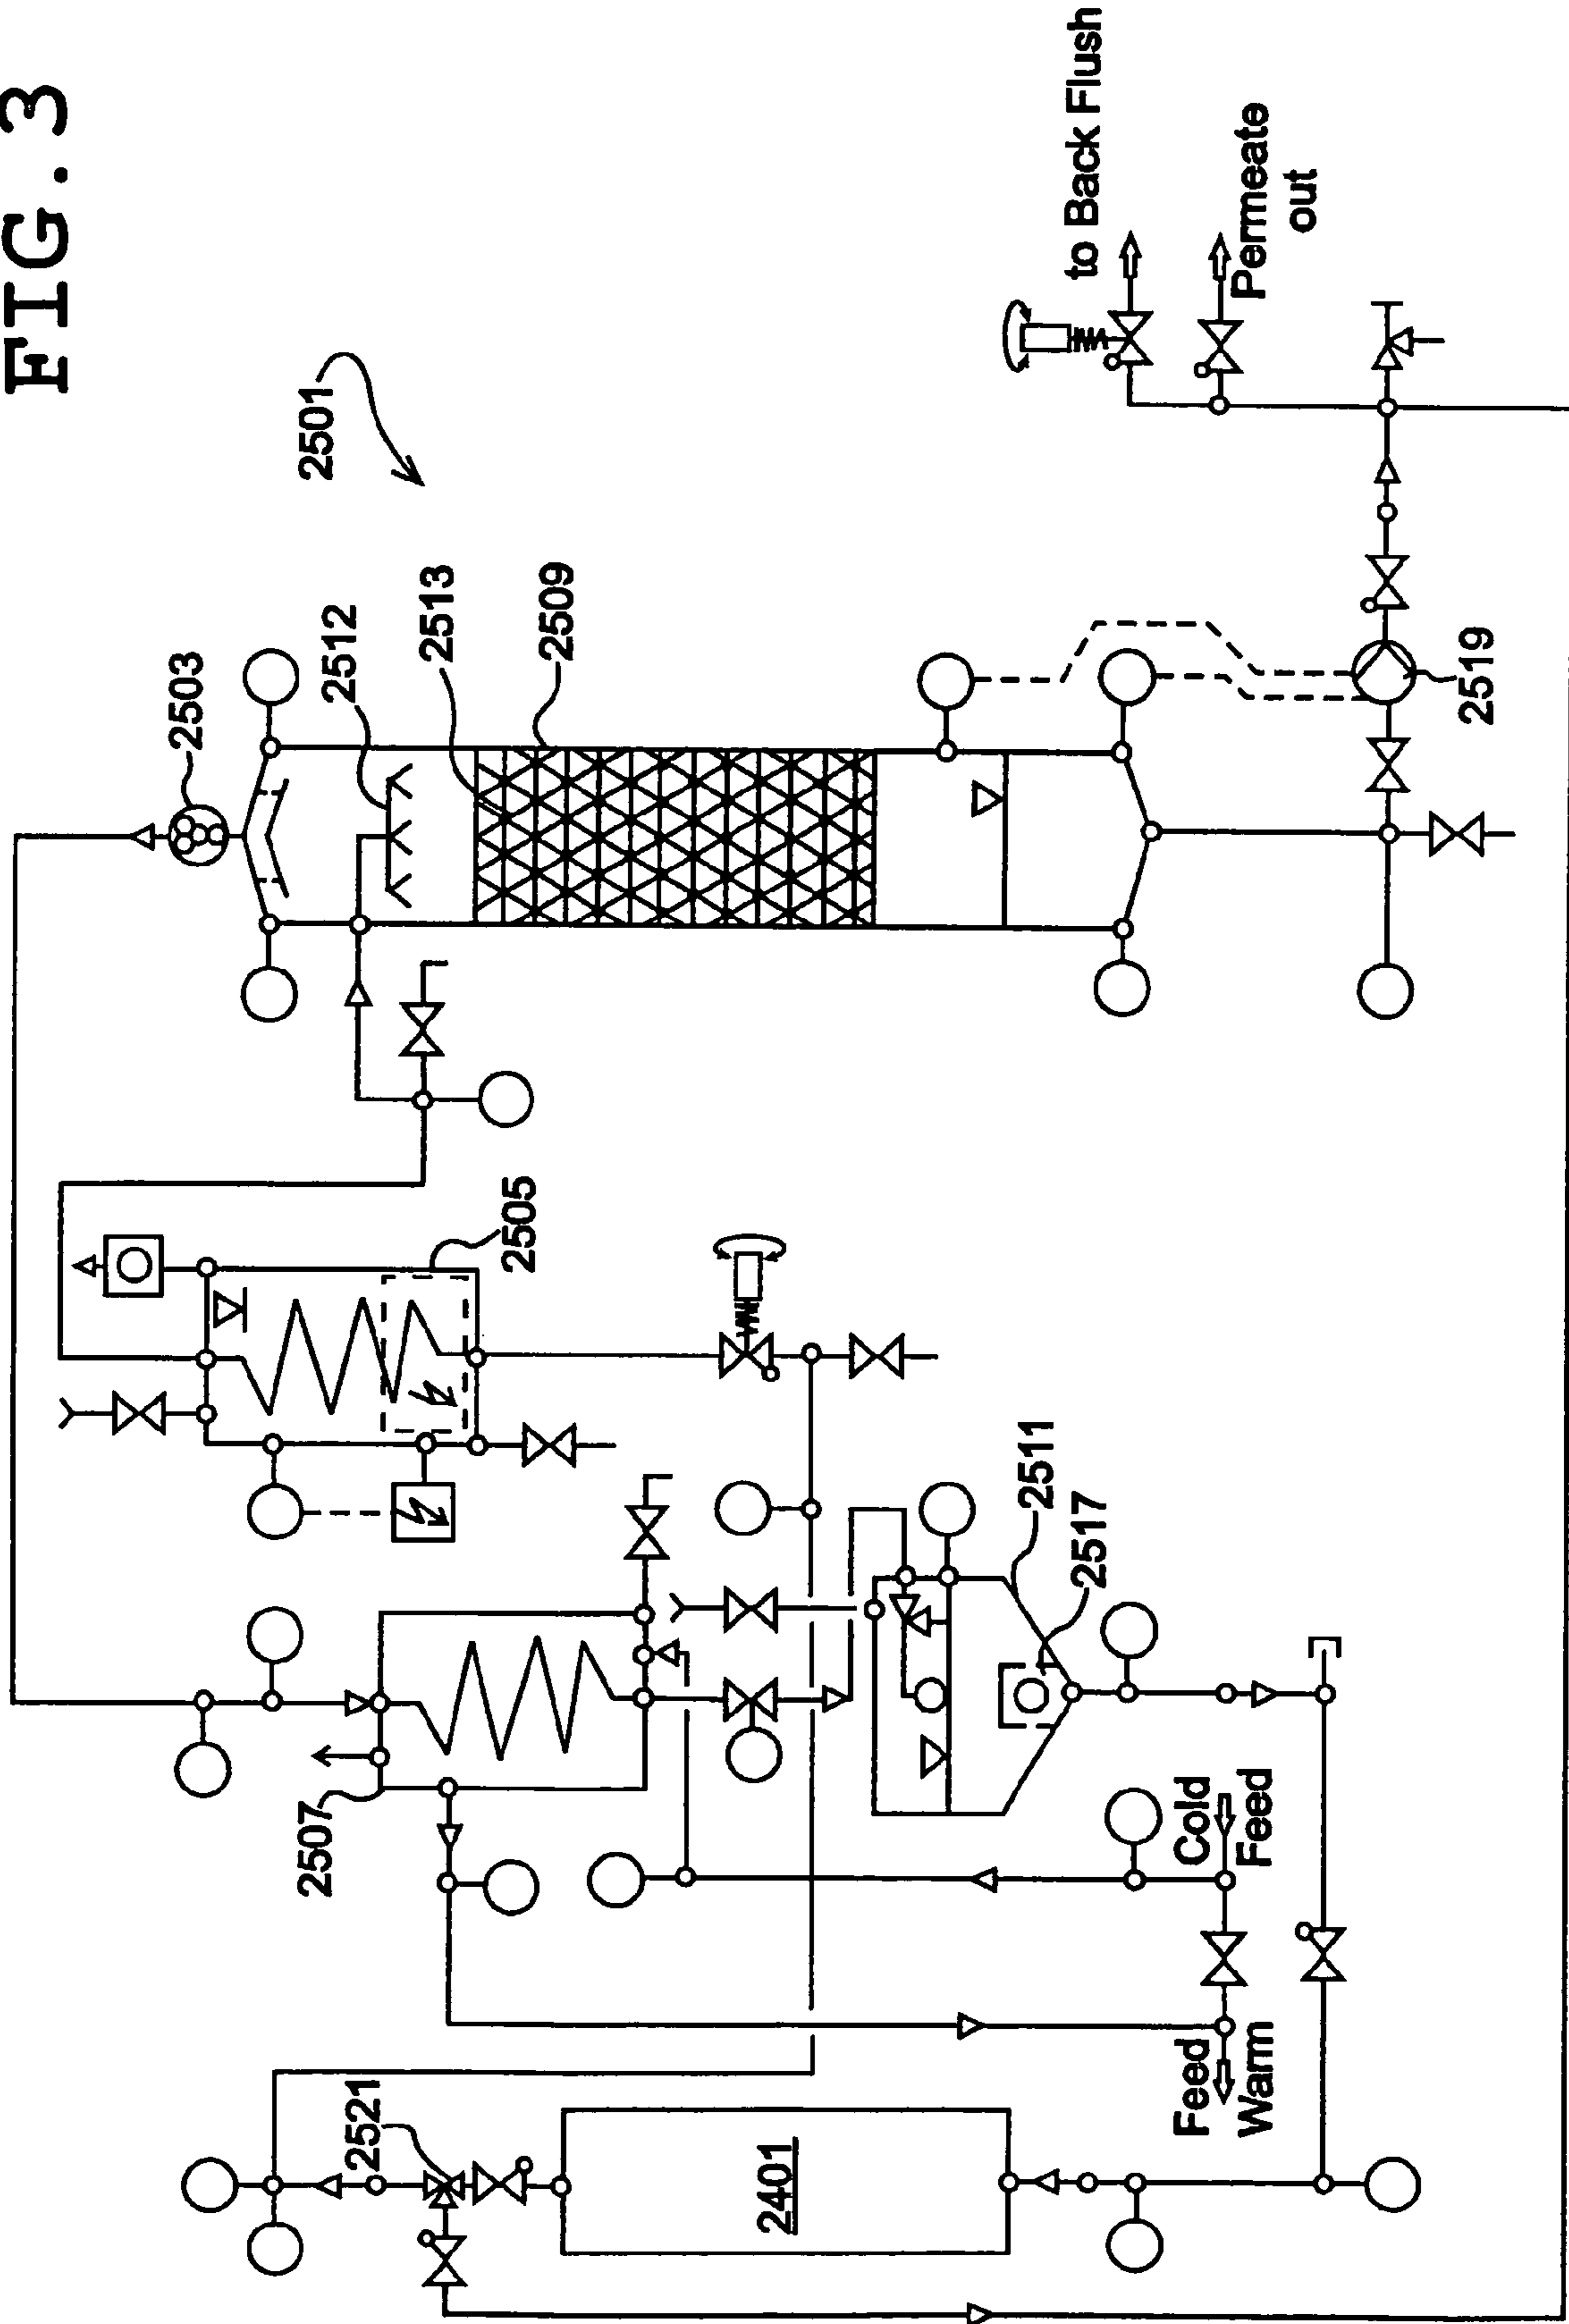 FIG. 3
2501
2503
2512
2513
2509
to Back Flush
Permeate
out
2519
2505
2507
2511
2517
Cold
Feed
Feed
Warm
2521
2401